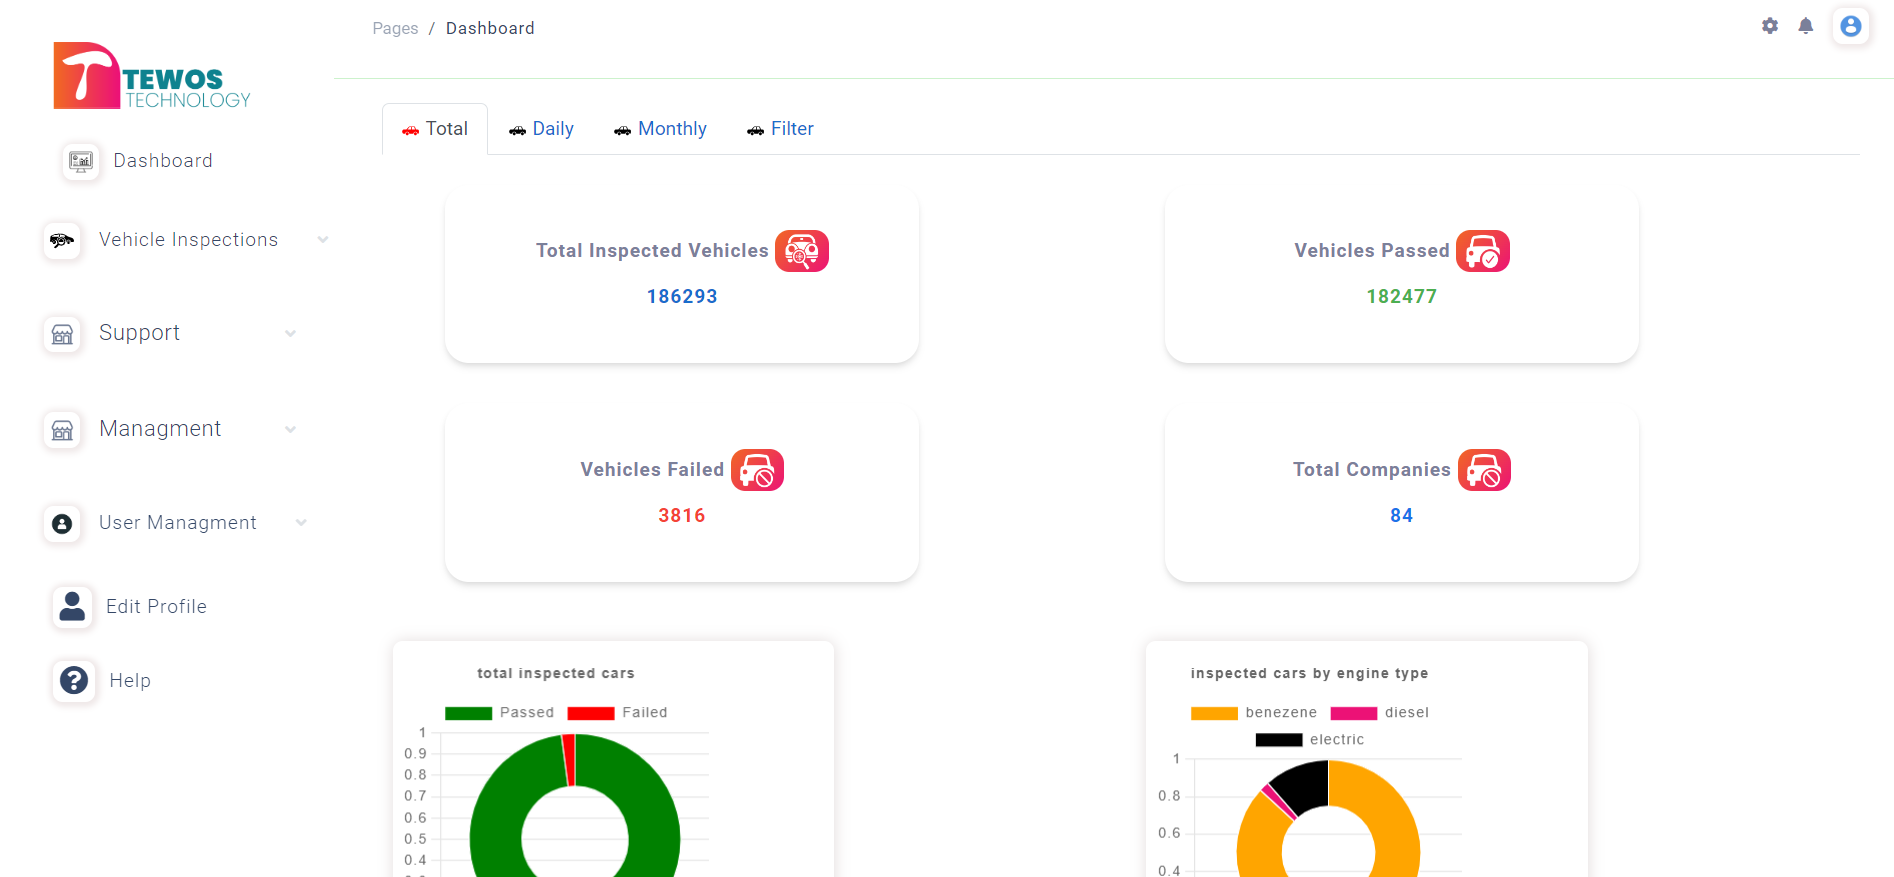 Pages / Dashboard
TEWOS
TECHNOLOGY
Dashboard
Vehicle Inspections
Support
Managment
User Managment
Edit Profile
Help
Total Daily Monthly Filter
Total Inspected Vehicles
186293
Vehicles Passed
182477
Vehicles Failed
3816
Total Companies
84
total inspected cars
Passed Failed
1
0.9
0.8
0.7
0.6
0.5
0.4
inspected cars by engine type
benezene diesel
electric
1
0.8
0.6
0.4